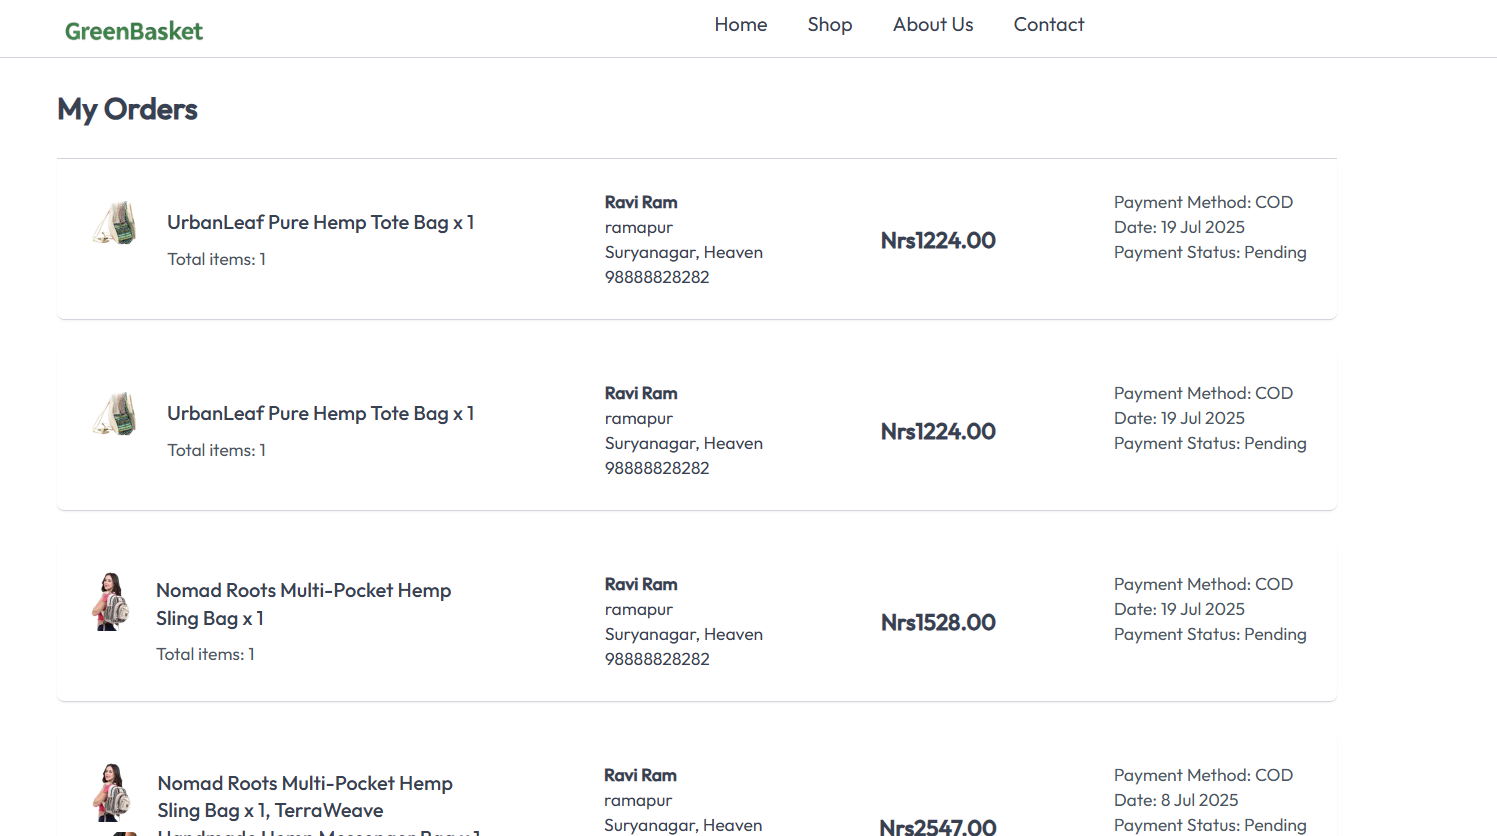 GreenBasket
Home
Shop
About Us
Contact
My Orders
UrbanLeaf Pure Hemp Tote Bag x 1
Total items: 1
Ravi Ram
ramapur
Suryanagar, Heaven
98888828282
Nrs1224.00
Payment Method: COD
Date: 19 Jul 2025
Payment Status: Pending
UrbanLeaf Pure Hemp Tote Bag x 1
Total items: 1
Ravi Ram
ramapur
Suryanagar, Heaven
98888828282
Nrs1224.00
Payment Method: COD
Date: 19 Jul 2025
Payment Status: Pending
Nomad Roots Multi-Pocket Hemp
Sling Bag x 1
Total items: 1
Ravi Ram
ramapur
Suryanagar, Heaven
98888828282
Nrs1528.00
Payment Method: COD
Date: 19 Jul 2025
Payment Status: Pending
Nomad Roots Multi-Pocket Hemp
Sling Bag x 1, TerraWeave
Handmade Hemp Messenger Bag x 1
Ravi Ram
ramapur
Suryanagar, Heaven
Nrs2547.00
Payment Method: COD
Date: 8 Jul 2025
Payment Status: Pending